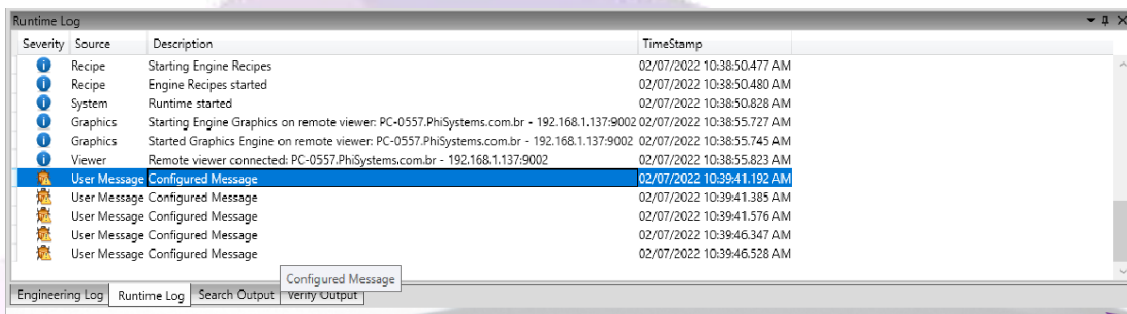 Runtime Log
Severity Source Description TimeStamp
Recipe Starting Engine Recipes 02/07/2022 10:38:50.477 AM
Recipe Engine Recipes started 02/07/2022 10:38:50.480 AM
System Runtime started 02/07/2022 10:38:50.828 AM
Graphics Starting Engine Graphics on remote viewer: PC-0557.PhiSystems.com.br - 192.168.1.137:9002 02/07/2022 10:38:55.727 AM
Graphics Started Graphics Engine on remote viewer: PC-0557.PhiSystems.com.br - 192.168.1.137:9002 02/07/2022 10:38:55.745 AM
Viewer Remote viewer connected: PC-0557.PhiSystems.com.br - 192.168.1.137:9002 02/07/2022 10:38:55.823 AM
User Message Configured Message 02/07/2022 10:39:41.192 AM
User Message Configured Message 02/07/2022 10:39:41.385 AM
User Message Configured Message 02/07/2022 10:39:41.576 AM
User Message Configured Message 02/07/2022 10:39:46.347 AM
User Message Configured Message 02/07/2022 10:39:46.528 AM
Configured Message
Engineering Log Runtime Log Search Output Verify Output